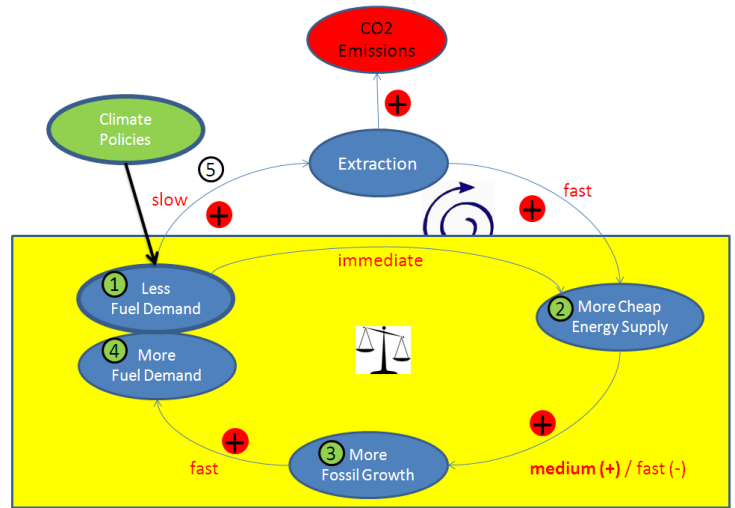 CO2
Emissions
+
Climate
Policies
Extraction
5
slow
+
fast
+
immediate
1 Less
Fuel Demand
2 More Cheap
Energy Supply
4 More
Fuel Demand
+
+
3 More
Fossil Growth
fast
medium (+) / fast (-)